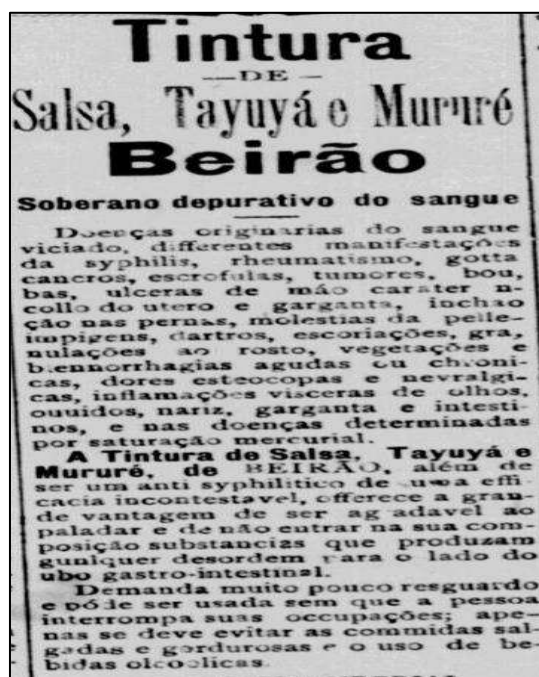 Tintura
—DE—
Salsa, Tayuyá e Mururé
Beirão
Soberano depurativo do sangue
Doenças originarias do sangue
viciado, differentes manifestações
da syphilis, rheumatismo, gotta
cancros, escrofulas, tumores, bou,
bas, ulceras de máo carater n-
collo do utero e garganta, inchao
ção nas pernas, molestias da pelle-
impigens, dartros, escoriações, gra,
nulações ao rosto, vegetações e
blennorrhagias agudas ou chroni-
cas, dores osteocopas e nevralgi-
cas, inflamações visceras de olhos,
ouuidos, nariz, garganta e intesti-
nos, e nas doenças determinadas
por saturação mercurial.
A Tintura de Salsa, Tayuyá e
Mururé, de BEIRÃO, além de
ser um anti syphilitico de uma effi-
cacia incontestavel, offerece a gran-
de vantagem de ser ag adavel ao
paladar e de não entrar na sua com-
posição substancias que produzam
qunlquer desordem para o lado do
ubo gastro-intestinal.
Demanda muito pouco resguardo
e póde ser usada sem que a pessoa
interrompa suas occupações; ape-
nas se deve evitar as commidas sal-
gadas e gordurosas e o uso de be-
bidas olcoolicas.